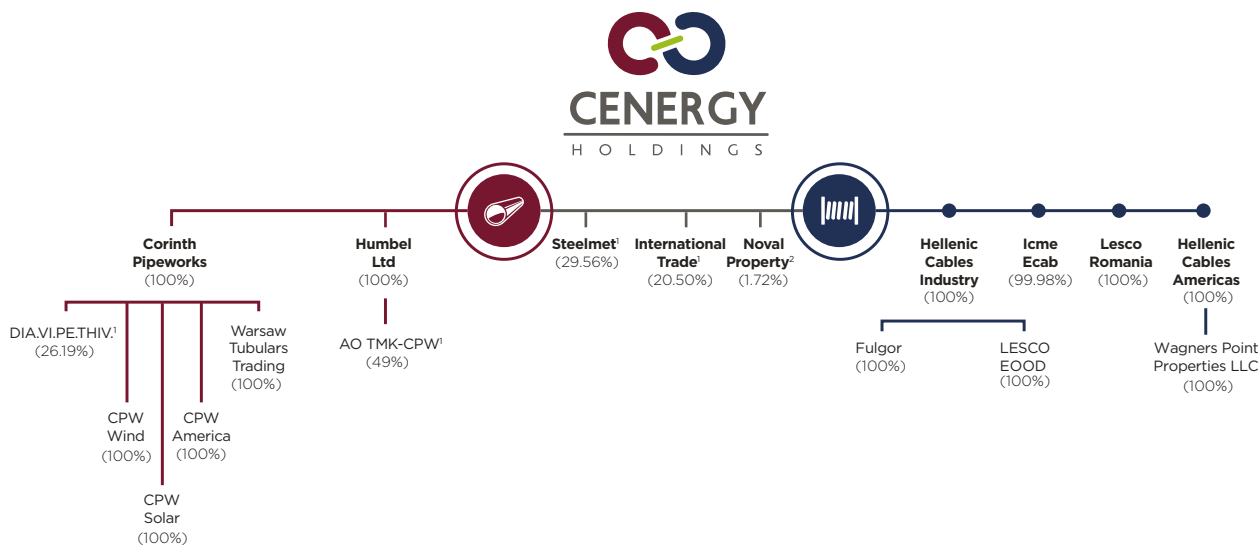 CENERGY
HOLDINGS
Corinth
Pipeworks
(100%)
Humbel
Ltd
(100%)
Steelmet¹
(29.56%)
International
Trade¹
(20.50%)
Noval
Property²
(1.72%)
Hellenic
Cables
Industry
(100%)
Icme
Ecab
(99.98%)
Lesco
Romania
(100%)
Hellenic
Cables
Americas
(100%)
DIA.VI.PE.THIV.¹
(26.19%)
CPW
Wind
(100%)
CPW
Solar
(100%)
CPW
America
(100%)
Warsaw
Tubulars
Trading
(100%)
AO TMK-CPW¹
(49%)
Fulgor
(100%)
LESCO
EOOD
(100%)
Wagners Point
Properties LLC
(100%)